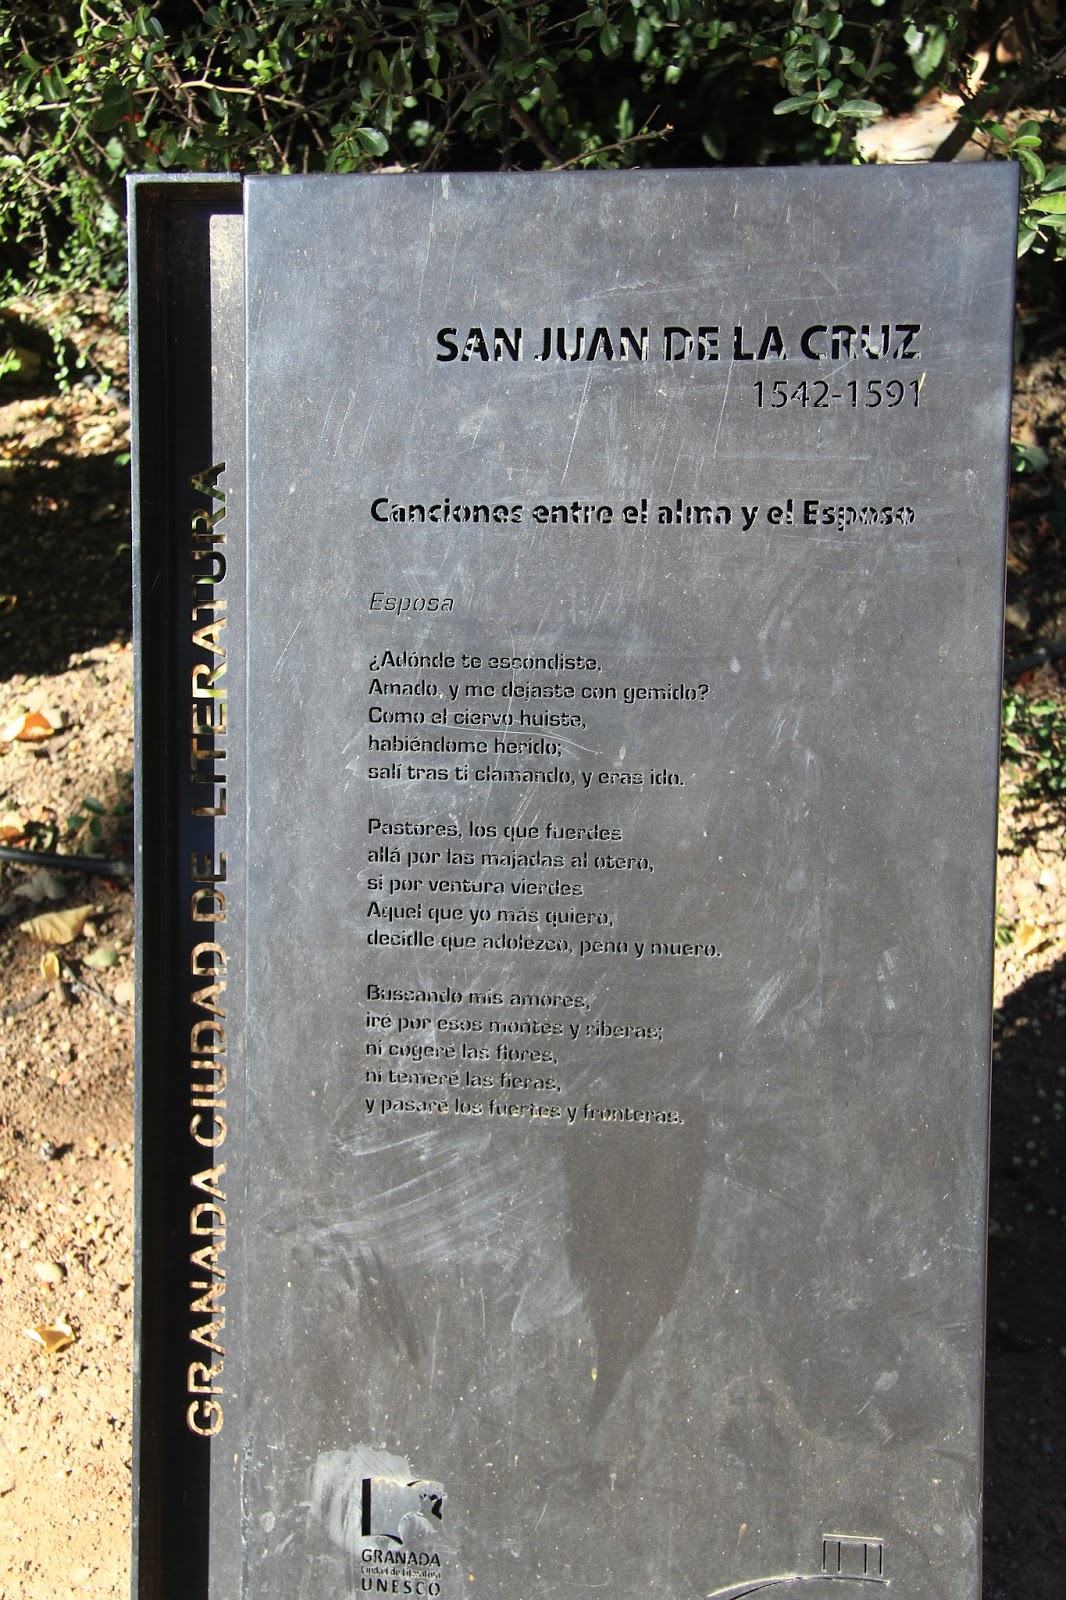 SAN JUAN DE LA CRUZ
1542-1591
Canciones entre el alma y el Esposo
Esposa
¿Adónde te escondiste,
Amado, y me dejaste con gemido?
Como el ciervo huiste,
habiéndome herido;
salí tras ti clamando, y eras ido.
Pastores, los que fuerdes
allá por las majadas al otero,
si por ventura vierdes
Aquel que yo más quiero,
decidle que adolezco, peno y muero.
Buscando mis amores,
iré por esos montes y riberas;
ni cogeré las flores,
ni temeré las fieras,
y pasaré los fuertes y fronteras.
GRANADA CIUDAD DE LITERATURA
GRANADA
Ciudad de Literatura
UNESCO